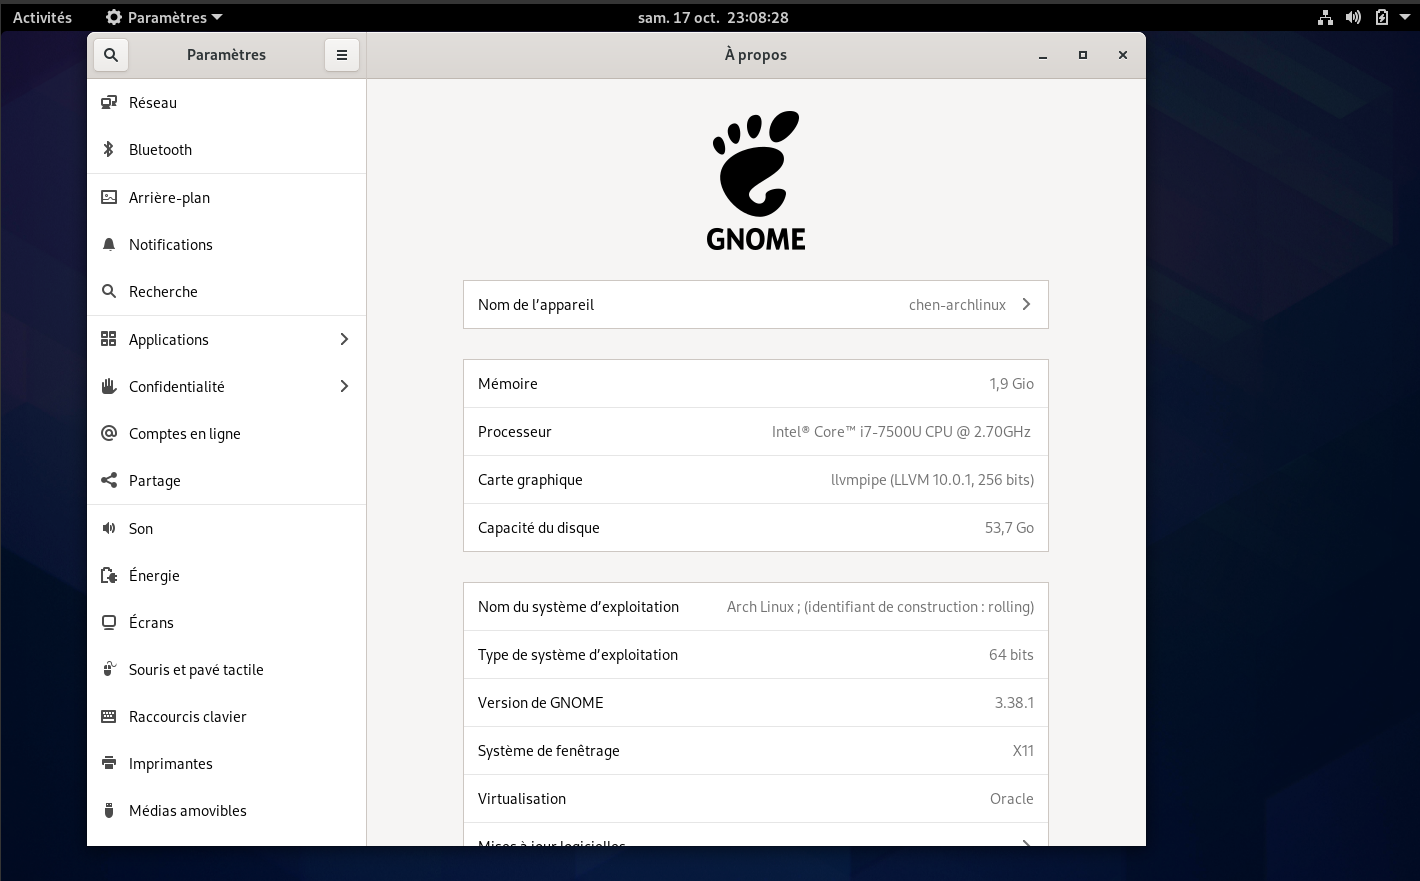 Activités Paramètres sam. 17 oct. 23:08:28
Paramètres À propos
Réseau
Bluetooth
Arrière-plan
Notifications
Recherche
Applications
Confidentialité
Comptes en ligne
Partage
Son
Énergie
Écrans
Souris et pavé tactile
Raccourcis clavier
Imprimantes
Médias amovibles
GNOME
Nom de l’appareil chen-archlinux
Mémoire 1,9 Gio
Processeur Intel® Core™ i7-7500U CPU @ 2.70GHz
Carte graphique llvmpipe (LLVM 10.0.1, 256 bits)
Capacité du disque 53,7 Go
Nom du système d’exploitation Arch Linux ; (identifiant de construction : rolling)
Type de système d’exploitation 64 bits
Version de GNOME 3.38.1
Système de fenêtrage X11
Virtualisation Oracle
Mises à jour logicielles